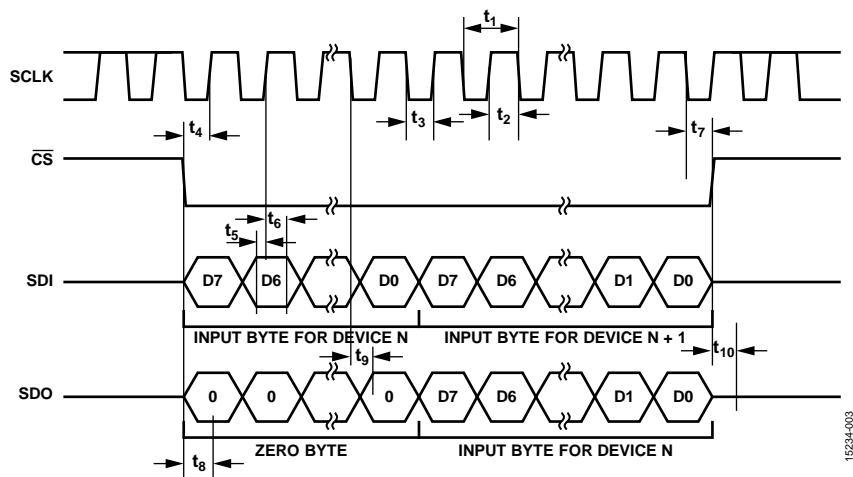 t1
SCLK
t4
t3
t2
t7
CS
t6
t5
SDI
D7
D6
D0
D7
D6
D1
D0
INPUT BYTE FOR DEVICE N
INPUT BYTE FOR DEVICE N + 1
t10
t9
SDO
0
0
0
D7
D6
D1
D0
ZERO BYTE
INPUT BYTE FOR DEVICE N
t8
15234-003